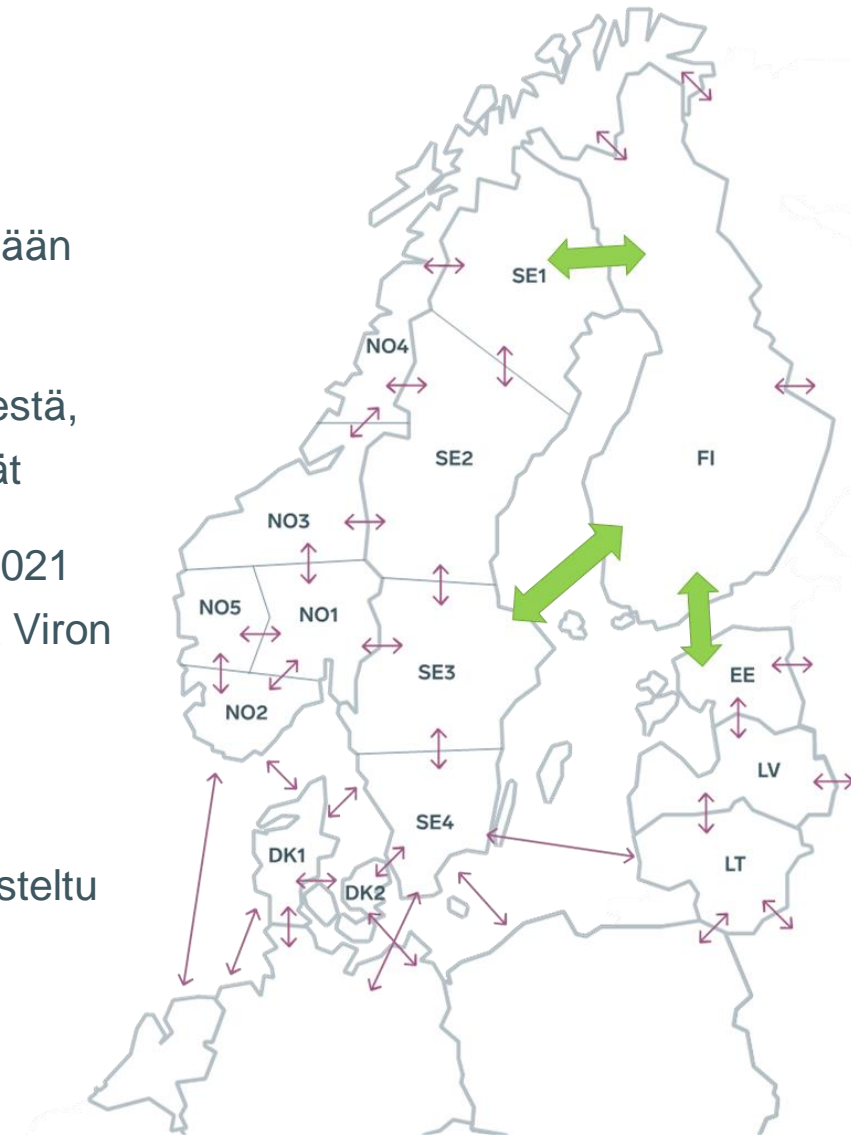 ään
estä,
ät
021
Viron
steltu
SE1
NO4
SE2
FI
NO3
NO5
NO1
SE3
EE
NO2
LV
SE4
DK1
LT
DK2